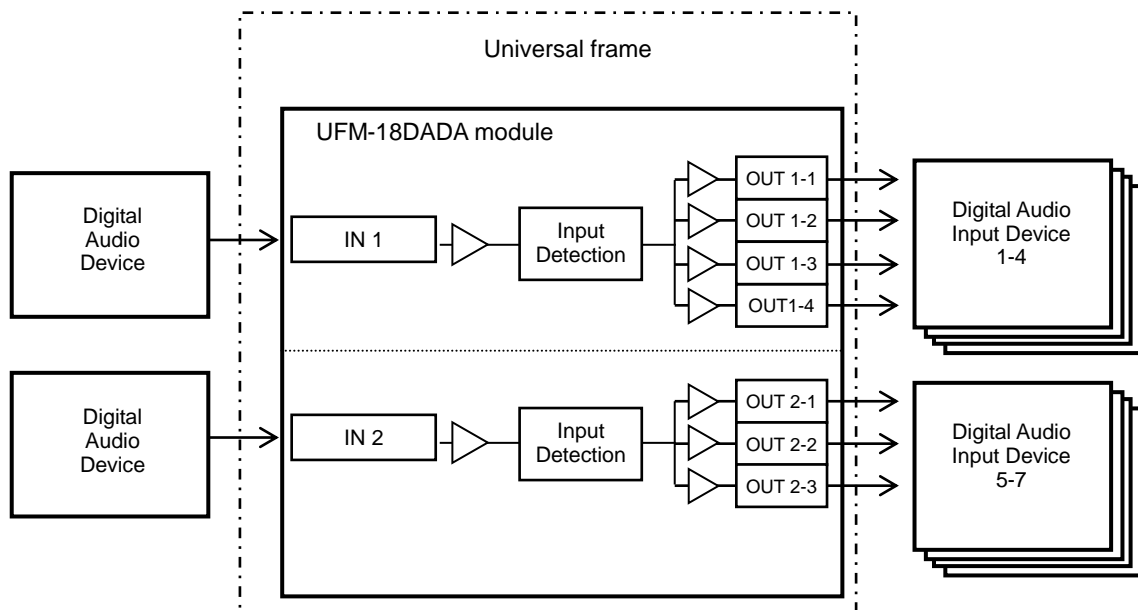 Universal frame
UFM-18DADA module
Digital
Audio
Device
IN 1
Input
Detection
OUT 1-1
OUT 1-2
OUT 1-3
OUT1-4
Digital Audio
Input Device
1-4
Digital
Audio
Device
IN 2
Input
Detection
OUT 2-1
OUT 2-2
OUT 2-3
Digital Audio
Input Device
5-7